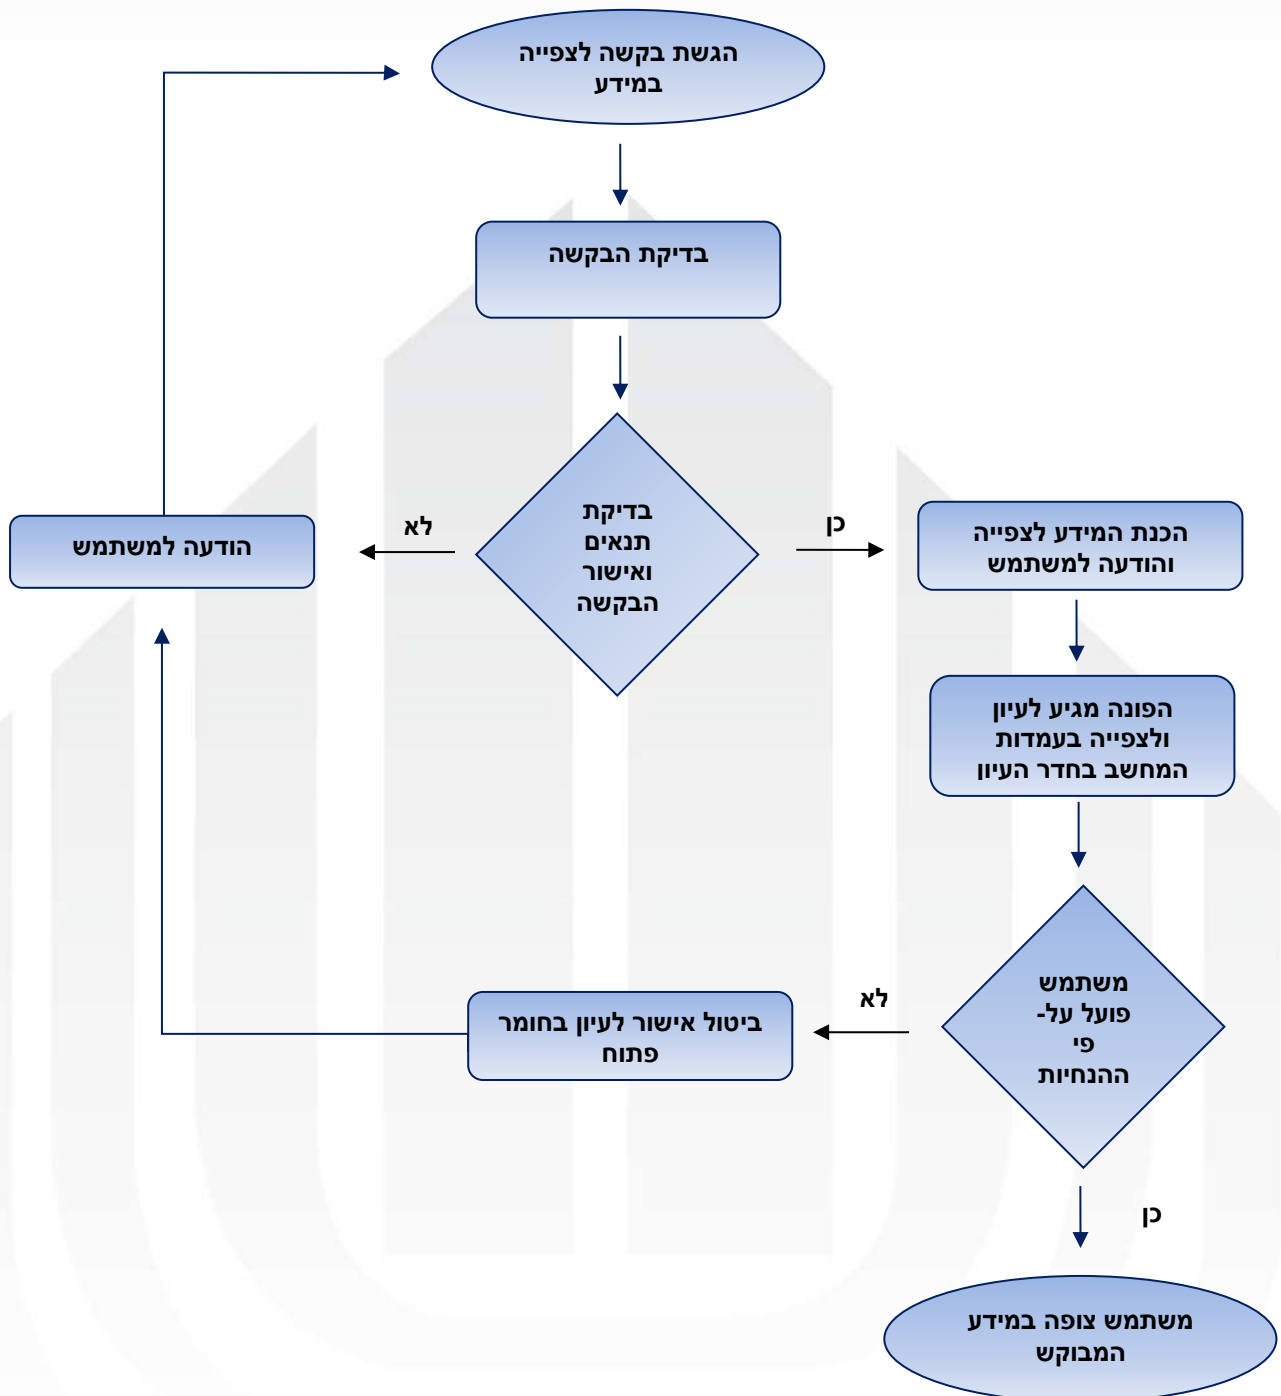 הגשת בקשה לצפייה
במידע
בדיקת הבקשה
בדיקת
תנאים
ואישור
הבקשה
כן
לא
הכנת המידע לצפייה
והודעה למשתמש
הודעה למשתמש
הפונה מגיע לעיון
ולצפייה בעמדות
המחשב בחדר העיון
משתמש
פועל על-
פי
ההנחיות
לא
ביטול אישור לעיון בחומר
פתוח
כן
משתמש צופה במידע
המבוקש